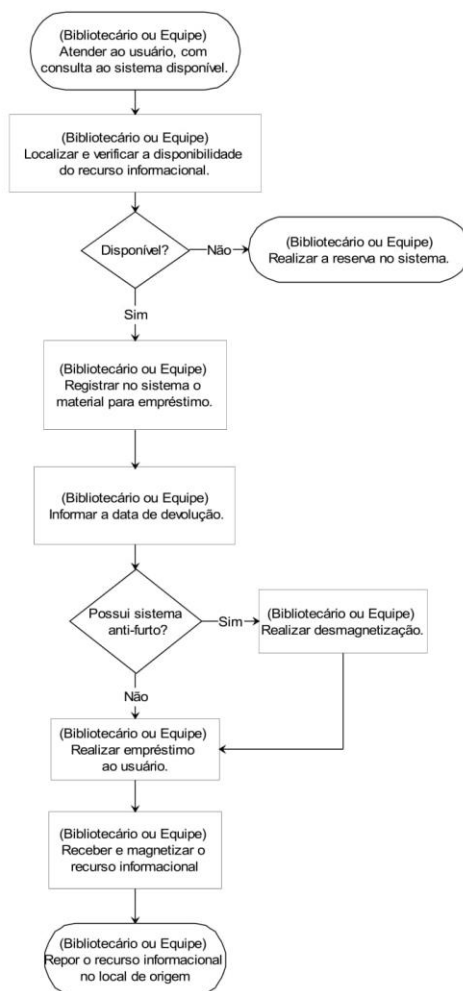 (Bibliotecário ou Equipe)
Atender ao usuário, com
consulta ao sistema disponível.
(Bibliotecário ou Equipe)
Localizar e verificar a disponibilidade
do recurso informacional.
Disponível?
Não
(Bibliotecário ou Equipe)
Realizar a reserva no sistema.
Sim
(Bibliotecário ou Equipe)
Registrar no sistema o
material para empréstimo.
(Bibliotecário ou Equipe)
Informar a data de devolução.
Possui sistema
anti-furto?
Sim
(Bibliotecário ou Equipe)
Realizar desmagnetização.
Não
(Bibliotecário ou Equipe)
Realizar empréstimo
ao usuário.
(Bibliotecário ou Equipe)
Receber e magnetizar o
recurso informacional
(Bibliotecário ou Equipe)
Repor o recurso informacional
no local de origem